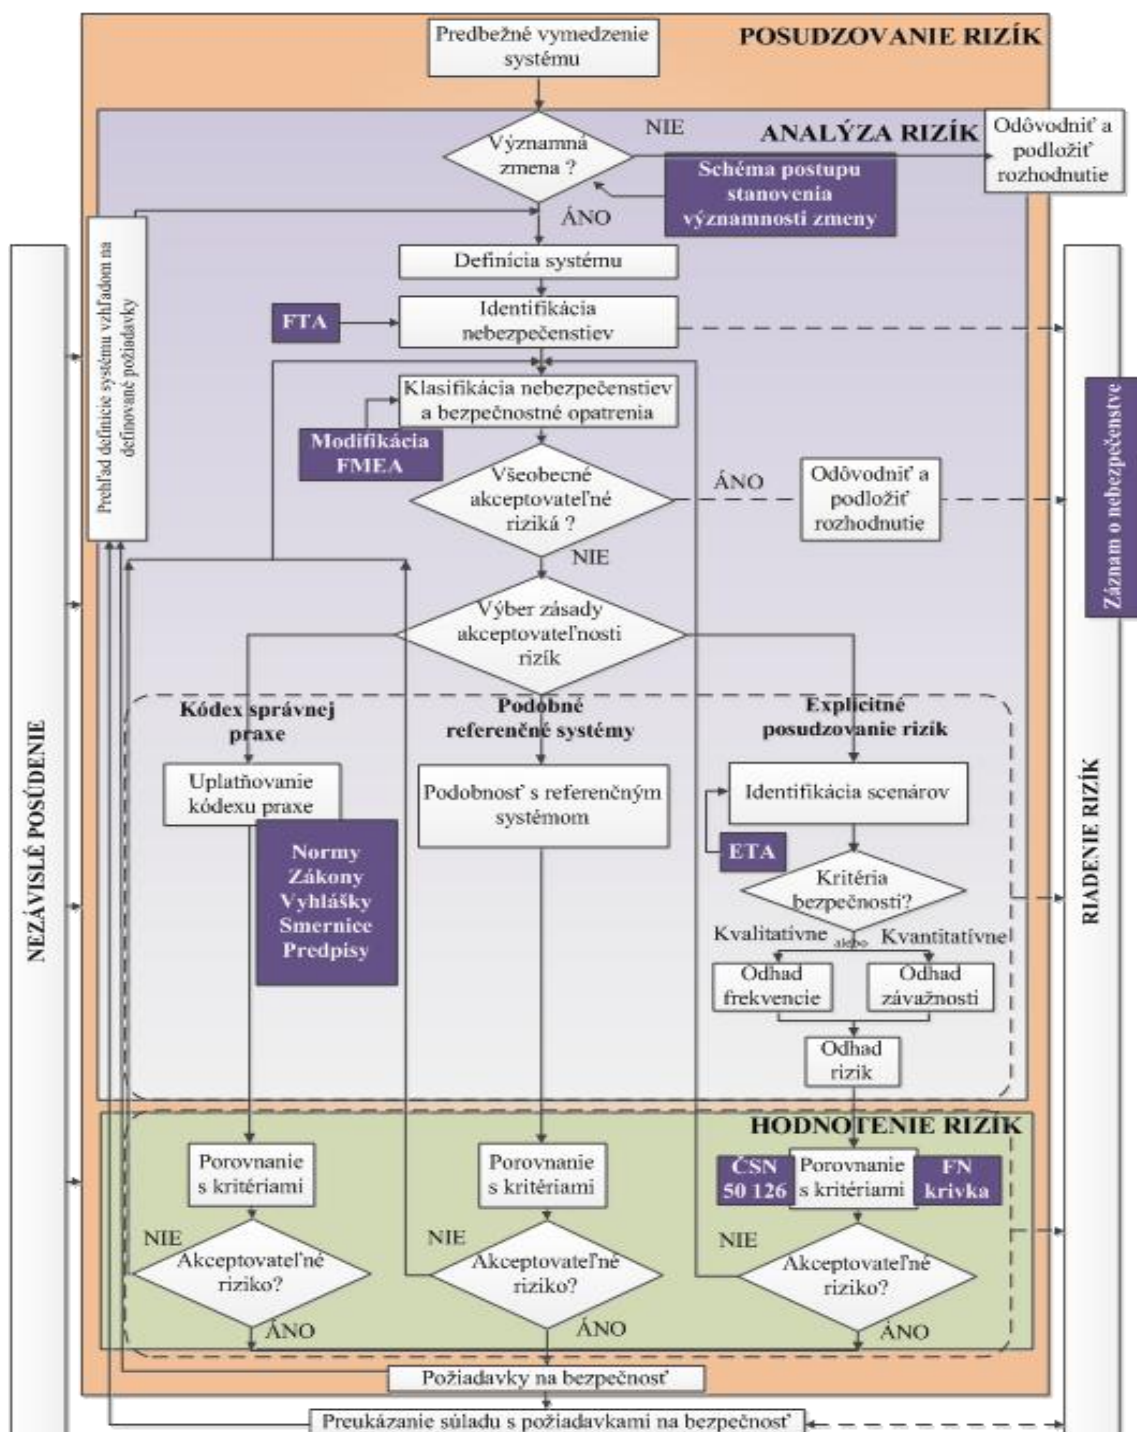 Predbežné vymedzenie
systému
POSUDZOVANIE RIZÍK
ANALÝZA RIZÍK
Významná
zmena ?
NIE
Odôvodniť a
podložiť
rozhodnutie
Schéma postupu
stanovenia
významnosti zmeny
ÁNO
Prehľad definície systému vzhľadom na
definované požiadavky
Definícia systému
FTA
Identifikácia
nebezpečenstiev
Klasifikácia nebezpečenstiev
a bezpečnostné opatrenia
Modifikácia
FMEA
Všeobecné
akceptovateľné
riziká ?
ÁNO
Odôvodniť a
podložiť
rozhodnutie
Záznam o nebezpečenstve
NIE
Výber zásady
akceptovateľnosti
rizík
NEZÁVISLÉ POSÚDENIE
RIADENIE RIZÍK
Kódex správnej
praxe
Podobné
referenčné systémy
Explicitné
posudzovanie rizík
Uplatňovanie
kódexu praxe
Podobnosť s referenčným
systémom
Identifikácia scenárov
Normy
Zákony
Vyhlášky
Smernice
Predpisy
ETA
Kritéria
bezpečnosti?
Kvalitatívne
alebo
Kvantitatívne
Odhad
frekvencie
Odhad
závažnosti
Odhad
rizik
HODNOTENIE RIZÍK
Porovnanie
s kritériami
Porovnanie
s kritériami
ČSN
50 126
Porovnanie
s kritériami
FN
krivka
NIE
Akceptovateľné
riziko?
ÁNO
NIE
Akceptovateľné
riziko?
ÁNO
NIE
Akceptovateľné
riziko?
ÁNO
Požiadavky na bezpečnosť
Preukázanie súladu s požiadavkami na bezpečnosť